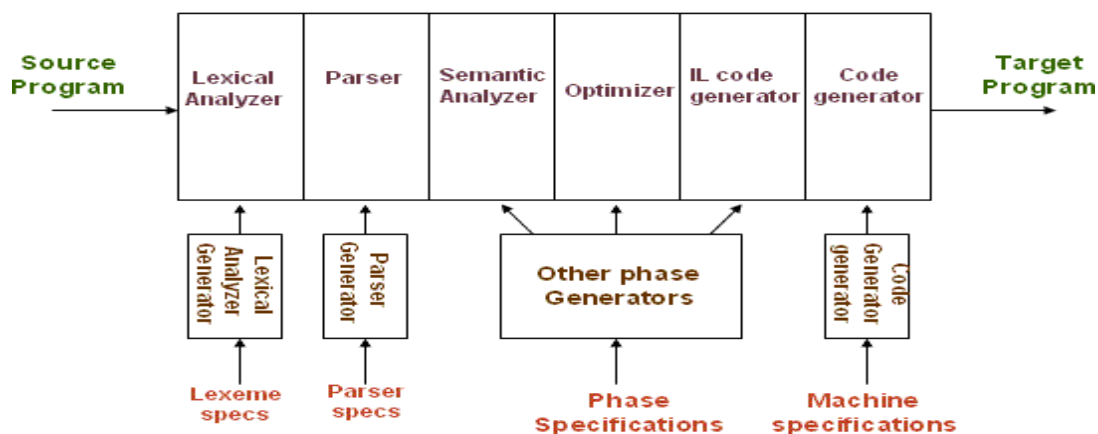 Source
Program
Lexical
Analyzer
Parser
Semantic
Analyzer
Optimizer
IL code
generator
Code
generator
Target
Program
Lexical
Analyzer
Generator
Parser
Generator
Other phase
Generators
Code
Generator
generator
Lexeme
specs
Parser
specs
Phase
Specifications
Machine
specifications